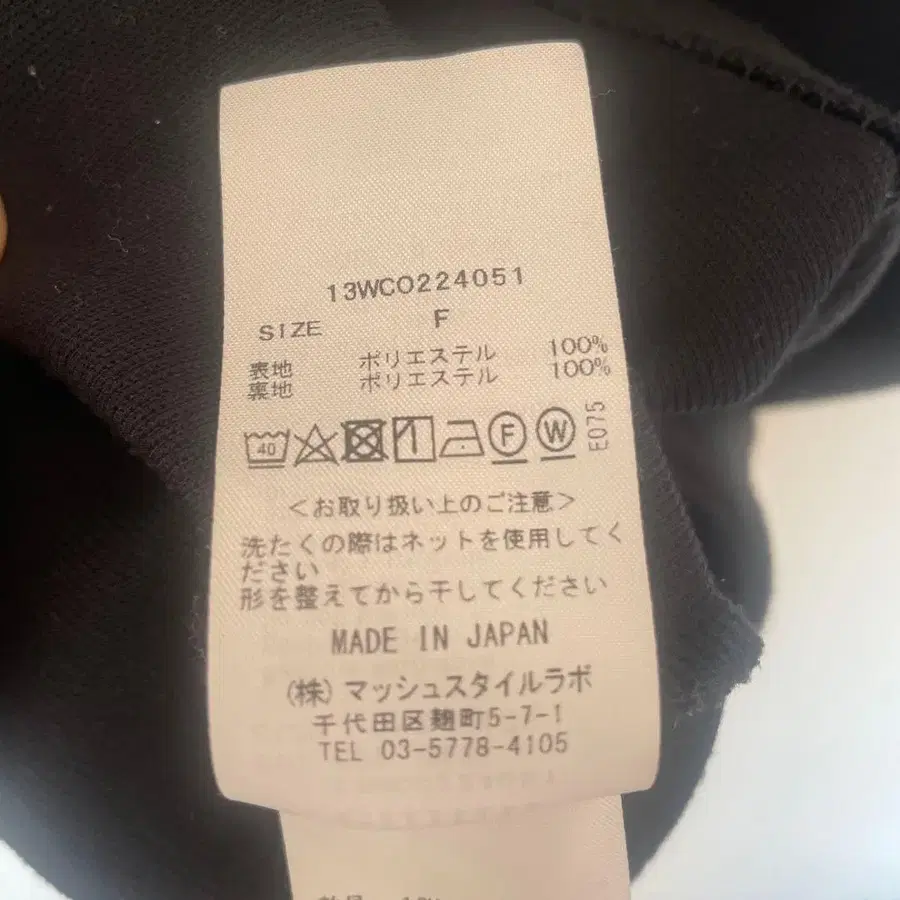 13WCO224051
SIZE F
表地 ポリエステル 100%
裏地 ポリエステル 100%
40 F W E075
＜お取り扱い上のご注意＞
洗たくの際はネットを使用してく
ださい
形を整えてから干してください
MADE IN JAPAN
(株) マッシュスタイルラボ
千代田区麹町5-7-1
TEL 03-5778-4105